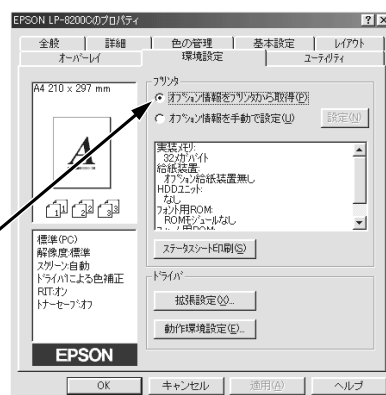 EPSON LP-8200Cのプロパティ
全般
詳細
色の管理
基本設定
レイアウト
オーバーレイ
環境設定
ユーティリティ
A4 210 x 297 mm
標準(PC)
解像度:標準
スクリーン:自動
ドライバによる色補正
RIT:オン
トナーセーブ:オフ
EPSON
プリンタ
オプション情報をプリンタから取得(P)
オプション情報を手動で設定(U)
設定(N)
実装メモリ:
32メガバイト
給紙装置:
オプション給紙装置無し
HDDユニット:
なし
フォント用ROM:
ROMモジュールなし
ステータスシート印刷(S)
ドライバ
拡張設定(X)...
動作環境設定(E)...
OK
キャンセル
適用(A)
ヘルプ